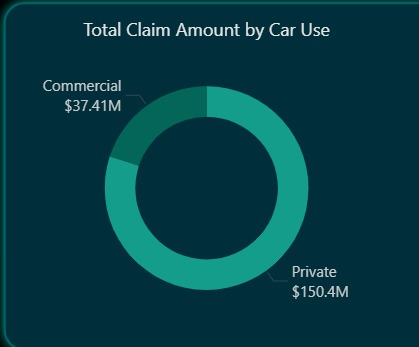 Total Claim Amount by Car Use
Commercial
$37.41M
Private
$150.4M